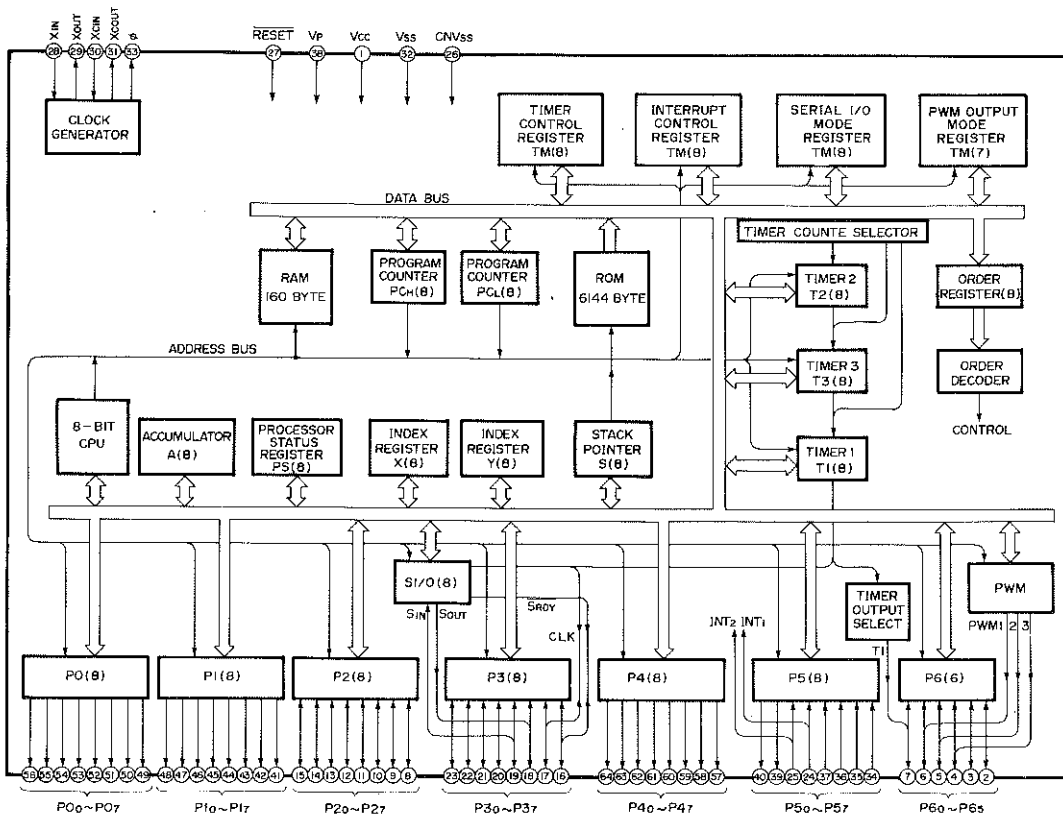 XIN XOUT XCIN XCOUT φ
28 29 30 31 33
RESET VP VCC VSS CNVSS
27 38 1 32 26
CLOCK GENERATOR
TIMER CONTROL REGISTER TM(8)
INTERRUPT CONTROL REGISTER TM(8)
SERIAL I/O MODE REGISTER TM(8)
PWM OUTPUT MODE REGISTER TM(7)
DATA BUS
TIMER COUNTE SELECTOR
RAM 160 BYTE
PROGRAM COUNTER PCH(8)
PROGRAM COUNTER PCL(8)
ROM 6144 BYTE
TIMER 2 T2(8)
ORDER REGISTER(8)
ADDRESS BUS
TIMER 3 T3(8)
ORDER DECODER
CONTROL
8-BIT CPU
ACCUMULATOR A(8)
PROCESSOR STATUS REGISTER PS(8)
INDEX REGISTER X(8)
INDEX REGISTER Y(8)
STACK POINTER S(8)
TIMER 1 T1(8)
SI/O(8)
SIN SOUT SRDY
CLK
INT2 INT1
TIMER OUTPUT SELECT
T1
PWM
PWM1 2 3
P0(8) P1(8) P2(8) P3(8) P4(8) P5(8) P6(6)
56 55 54 53 52 51 50 49
48 47 46 45 44 43 42 41
15 14 13 12 11 10 9 8
23 22 21 20 19 18 17 16
64 63 62 61 60 59 58 57
40 39 25 24 37 36 35 34
7 6 5 4 3 2
P00~P07 P10~P17 P20~P27 P30~P37 P40~P47 P50~P57 P60~P65